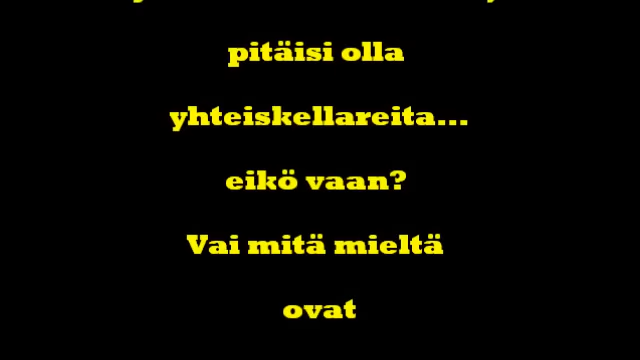 pitäisi olla
yhteiskellareita...
eikö vaan?
Vai mitä mieltä
ovat